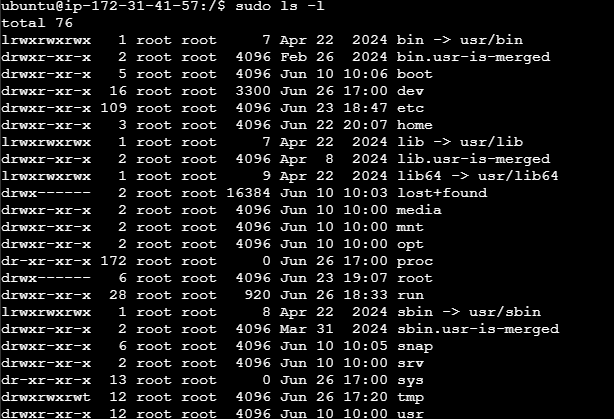 ubuntu@ip-172-31-41-57:/$ sudo ls -l
total 76
lrwxrwxrwx   1 root root     7 Apr 22  2024 bin -> usr/bin
drwxr-xr-x   2 root root  4096 Feb 26  2024 bin.usr-is-merged
drwxr-xr-x   5 root root  4096 Jun 10 10:06 boot
drwxr-xr-x  16 root root  3300 Jun 26 17:00 dev
drwxr-xr-x 109 root root  4096 Jun 23 18:47 etc
drwxr-xr-x   3 root root  4096 Jun 22 20:07 home
lrwxrwxrwx   1 root root     7 Apr 22  2024 lib -> usr/lib
drwxr-xr-x   2 root root  4096 Apr  8  2024 lib.usr-is-merged
lrwxrwxrwx   1 root root     9 Apr 22  2024 lib64 -> usr/lib64
drwx------   2 root root 16384 Jun 10 10:03 lost+found
drwxr-xr-x   2 root root  4096 Jun 10 10:00 media
drwxr-xr-x   2 root root  4096 Jun 10 10:00 mnt
drwxr-xr-x   2 root root  4096 Jun 10 10:00 opt
dr-xr-xr-x 172 root root     0 Jun 26 17:00 proc
drwx------   6 root root  4096 Jun 23 19:07 root
drwxr-xr-x  28 root root   920 Jun 26 18:33 run
lrwxrwxrwx   1 root root     8 Apr 22  2024 sbin -> usr/sbin
drwxr-xr-x   2 root root  4096 Mar 31  2024 sbin.usr-is-merged
drwxr-xr-x   6 root root  4096 Jun 10 10:05 snap
drwxr-xr-x   2 root root  4096 Jun 10 10:00 srv
dr-xr-xr-x  13 root root     0 Jun 26 17:00 sys
drwxrwxrwt  12 root root  4096 Jun 26 17:20 tmp
drwxr-xr-x  12 root root  4096 Jun 10 10:00 usr